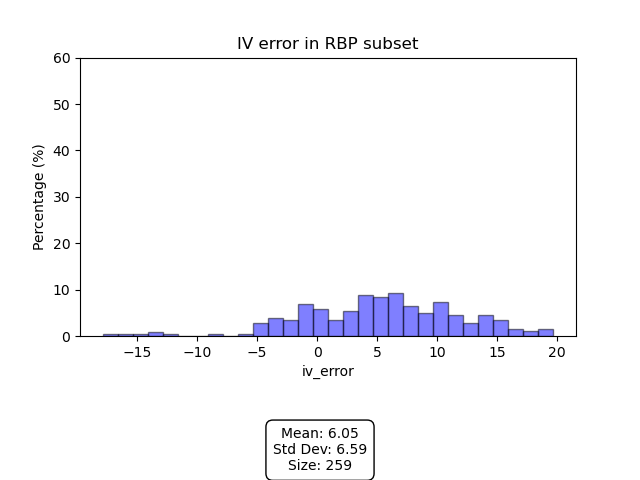 IV error in RBP subset
60
50
40
30
20
10
0
Percentage (%)
−15 −10 −5 0 5 10 15 20
iv_error
Mean: 6.05
Std Dev: 6.59
Size: 259